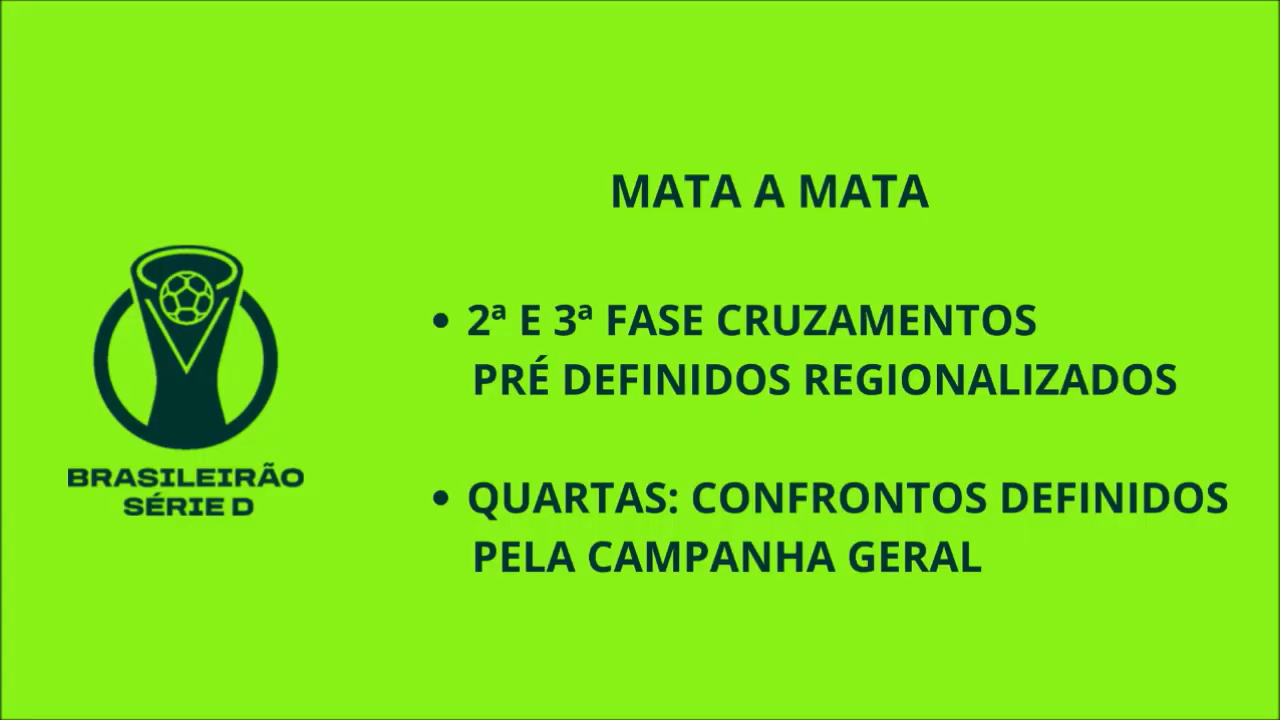 MATA A MATA
• 2ª E 3ª FASE CRUZAMENTOS
PRÉ DEFINIDOS REGIONALIZADOS
• QUARTAS: CONFRONTOS DEFINIDOS
PELA CAMPANHA GERAL
BRASILEIRÃO
SÉRIE D